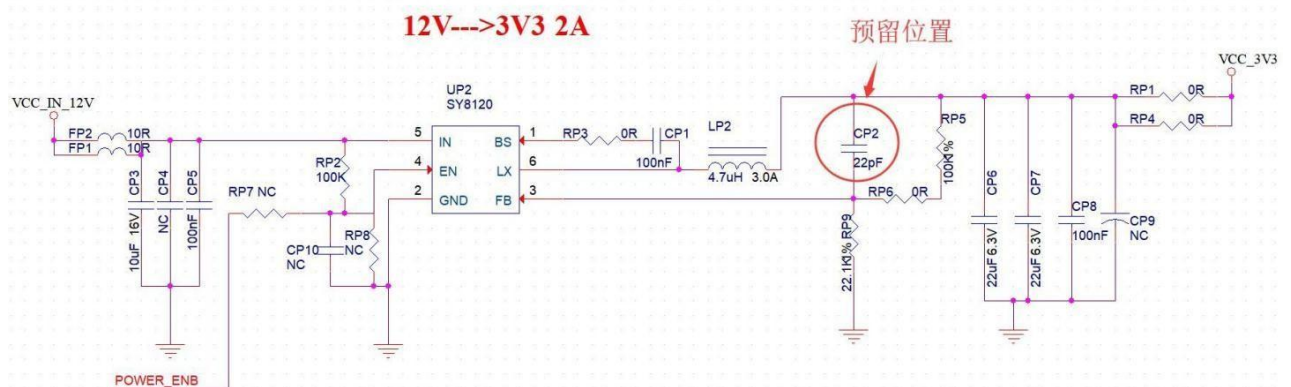 12V--->3V3 2A
预留位置
VCC_3V3
VCC_IN_12V
UP2
SY8120
FP2 10R
FP1 10R
5 IN
4 EN
2 GND
BS 1
LX 6
FB 3
RP3 0R
CP1
100nF
LP2
4.7uH 3.0A
CP2
22pF
RP5
100K1%
RP1 0R
RP4 0R
RP6 0R
RP9
22.1K1%
CP3
10uF 16V
CP4
NC
CP5
100nF
RP2
100K
RP7 NC
CP10
NC
RP8
NC
CP6
22uF 6.3V
CP7
22uF 6.3V
CP8
100nF
CP9
NC
POWER_ENB